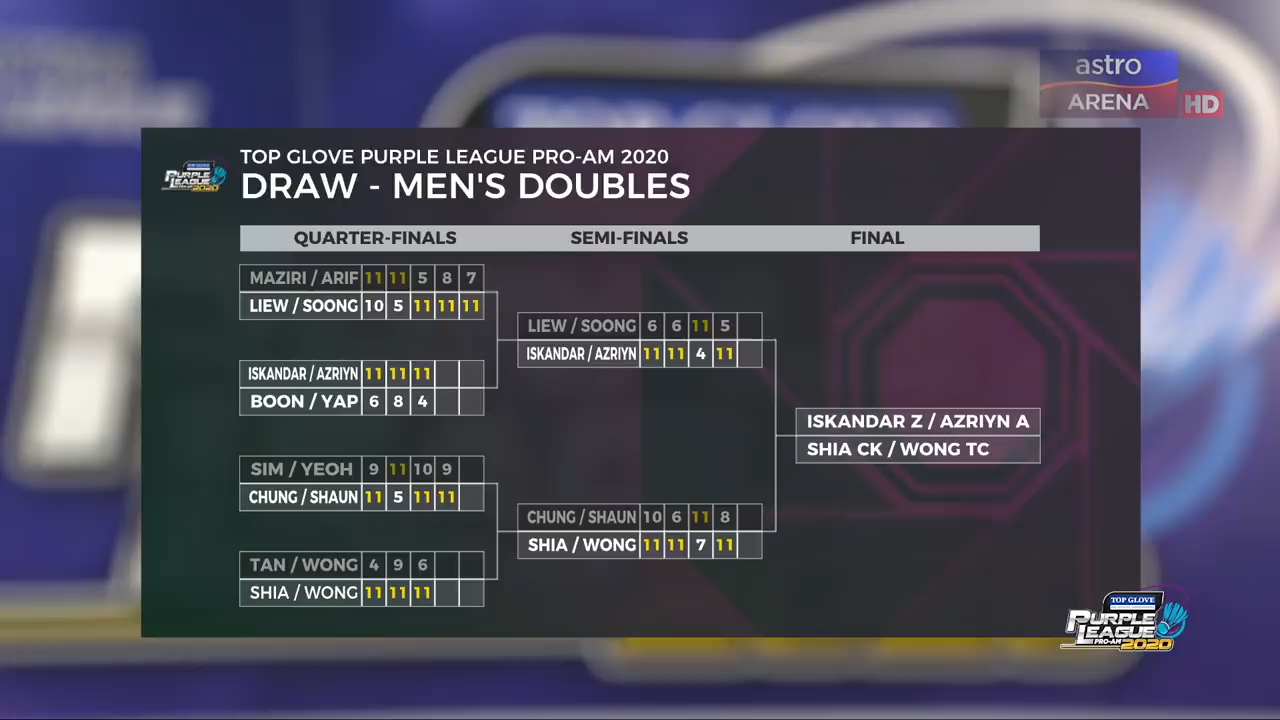 astro
ARENA HD
TOP GLOVE PURPLE LEAGUE PRO-AM 2020
DRAW - MEN'S DOUBLES
PURPLE LEAGUE 2020
QUARTER-FINALS SEMI-FINALS FINAL
MAZIRI / ARIF 11 11 5 8 7
LIEW / SOONG 10 5 11 11 11
ISKANDAR / AZRIYN 11 11 11
BOON / YAP 6 8 4
SIM / YEOH 9 11 10 9
CHUNG / SHAUN 11 5 11 11
TAN / WONG 4 9 6
SHIA / WONG 11 11 11
LIEW / SOONG 6 6 11 5
ISKANDAR / AZRIYN 11 11 4 11
CHUNG / SHAUN 10 6 11 8
SHIA / WONG 11 11 7 11
ISKANDAR Z / AZRIYN A
SHIA CK / WONG TC
TOP GLOVE
PURPLE
LEAGUE
PRO-AM 2020